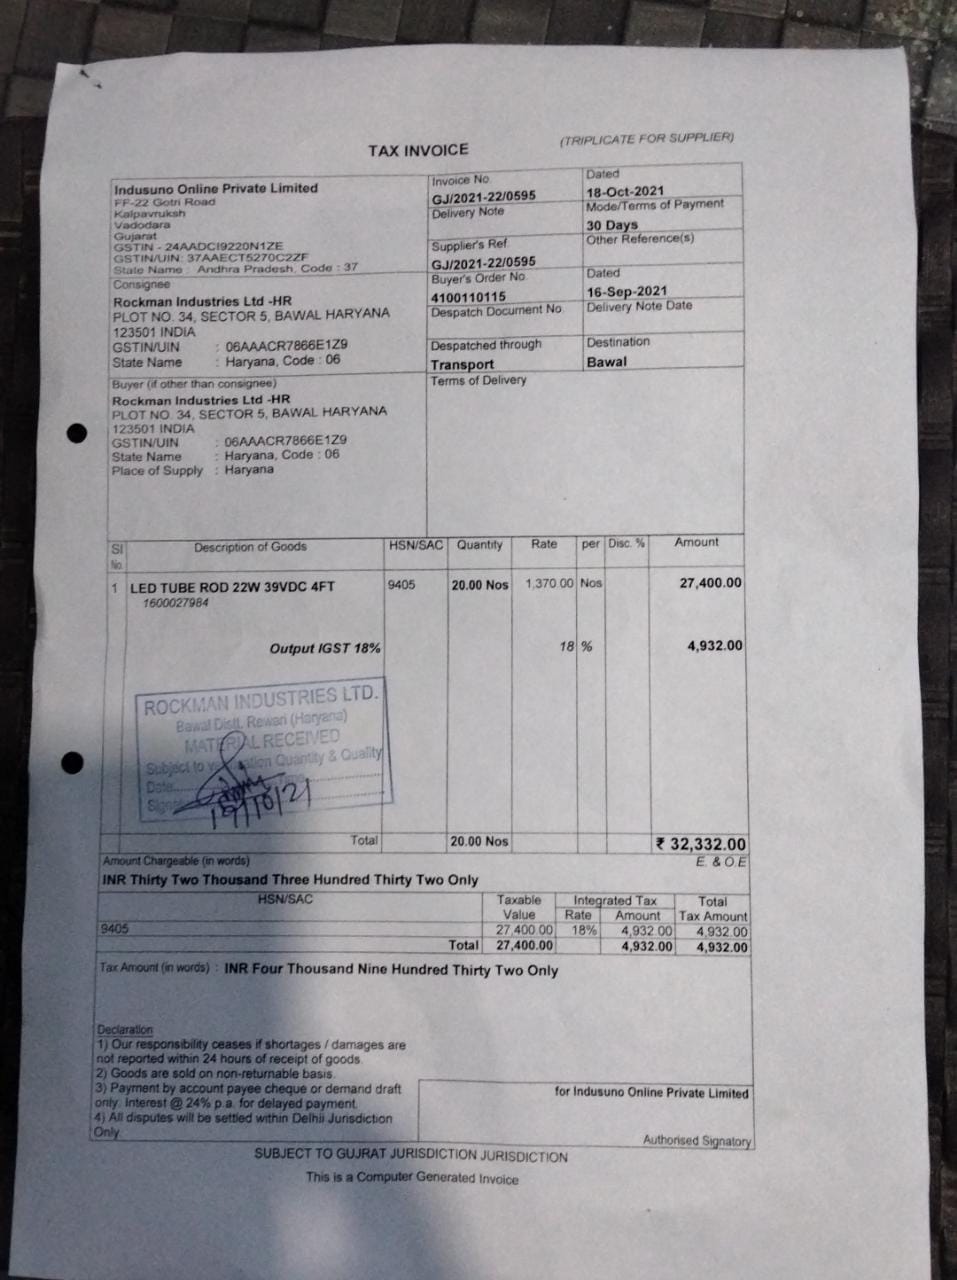 TAX INVOICE
(TRIPLICATE FOR SUPPLIER)
Indusuno Online Private Limited
FF-22 Gotri Road
Kalpavruksh
Vadodara
Gujarat
GSTIN - 24AADCI9220N1ZE
GSTIN/UIN: 37AAECT5270C2ZF
State Name : Andhra Pradesh, Code : 37
Invoice No.
GJ/2021-22/0595
Dated
18-Oct-2021
Delivery Note
Mode/Terms of Payment
30 Days
Supplier's Ref.
GJ/2021-22/0595
Other Reference(s)
Buyer's Order No.
4100110115
Dated
16-Sep-2021
Despatch Document No.
Delivery Note Date
Despatched through
Transport
Destination
Bawal
Terms of Delivery
Consignee
Rockman Industries Ltd -HR
PLOT NO. 34, SECTOR 5, BAWAL HARYANA
123501 INDIA
GSTIN/UIN : 06AAACR7866E1Z9
State Name : Haryana, Code : 06
Buyer (if other than consignee)
Rockman Industries Ltd -HR
PLOT NO. 34, SECTOR 5, BAWAL HARYANA
123501 INDIA
GSTIN/UIN : 06AAACR7866E1Z9
State Name : Haryana, Code : 06
Place of Supply : Haryana
Sl No. Description of Goods HSN/SAC Quantity Rate per Disc. % Amount
1 LED TUBE ROD 22W 39VDC 4FT 9405 20.00 Nos 1,370.00 Nos 27,400.00
1600027984
Output IGST 18% 18 % 4,932.00
ROCKMAN INDUSTRIES LTD.
Bawal Distt. Rewari (Haryana)
MATERIAL RECEIVED
Subject to Quantity & Quality
Date
Time
19/10/21
Total 20.00 Nos ₹ 32,332.00
Amount Chargeable (in words) E. & O.E
INR Thirty Two Thousand Three Hundred Thirty Two Only
HSN/SAC Taxable Value Integrated Tax Rate Amount Total Tax Amount
9405 27,400.00 18% 4,932.00 4,932.00
Total 27,400.00 4,932.00 4,932.00
Tax Amount (in words) : INR Four Thousand Nine Hundred Thirty Two Only
Declaration
1) Our responsibility ceases if shortages / damages are
not reported within 24 hours of receipt of goods.
2) Goods are sold on non-returnable basis.
3) Payment by account payee cheque or demand draft
only. Interest @ 24% p.a. for delayed payment.
4) All disputes will be settled within Delhii Jurisdiction
Only.
for Indusuno Online Private Limited
Authorised Signatory
SUBJECT TO GUJRAT JURISDICTION JURISDICTION
This is a Computer Generated Invoice